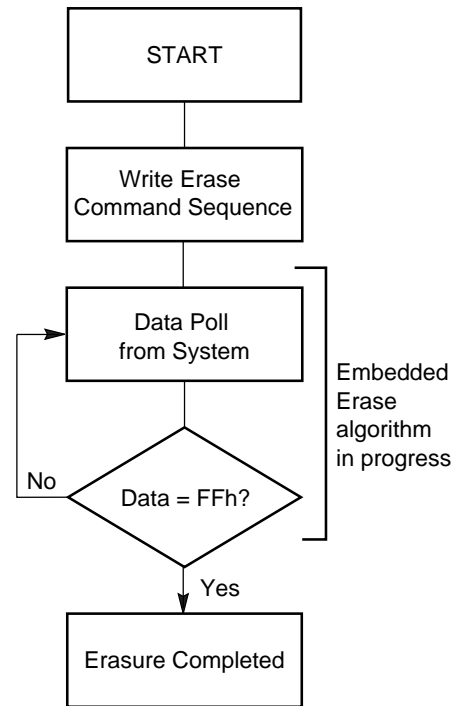 START
Write Erase
Command Sequence
Data Poll
from System
Embedded
Erase
algorithm
in progress
No
Data = FFh?
Yes
Erasure Completed